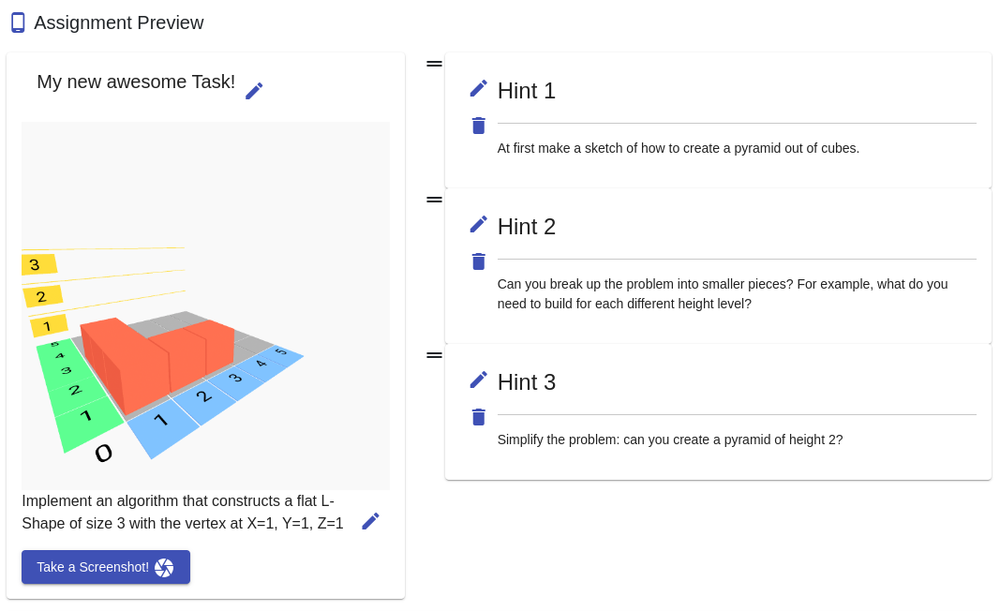 Assignment Preview
My new awesome Task!
3
2
1
5
4
3
2
1
0
1
2
3
4
5
Implement an algorithm that constructs a flat L-
Shape of size 3 with the vertex at X=1, Y=1, Z=1
Take a Screenshot!
Hint 1
At first make a sketch of how to create a pyramid out of cubes.
Hint 2
Can you break up the problem into smaller pieces? For example, what do you
need to build for each different height level?
Hint 3
Simplify the problem: can you create a pyramid of height 2?